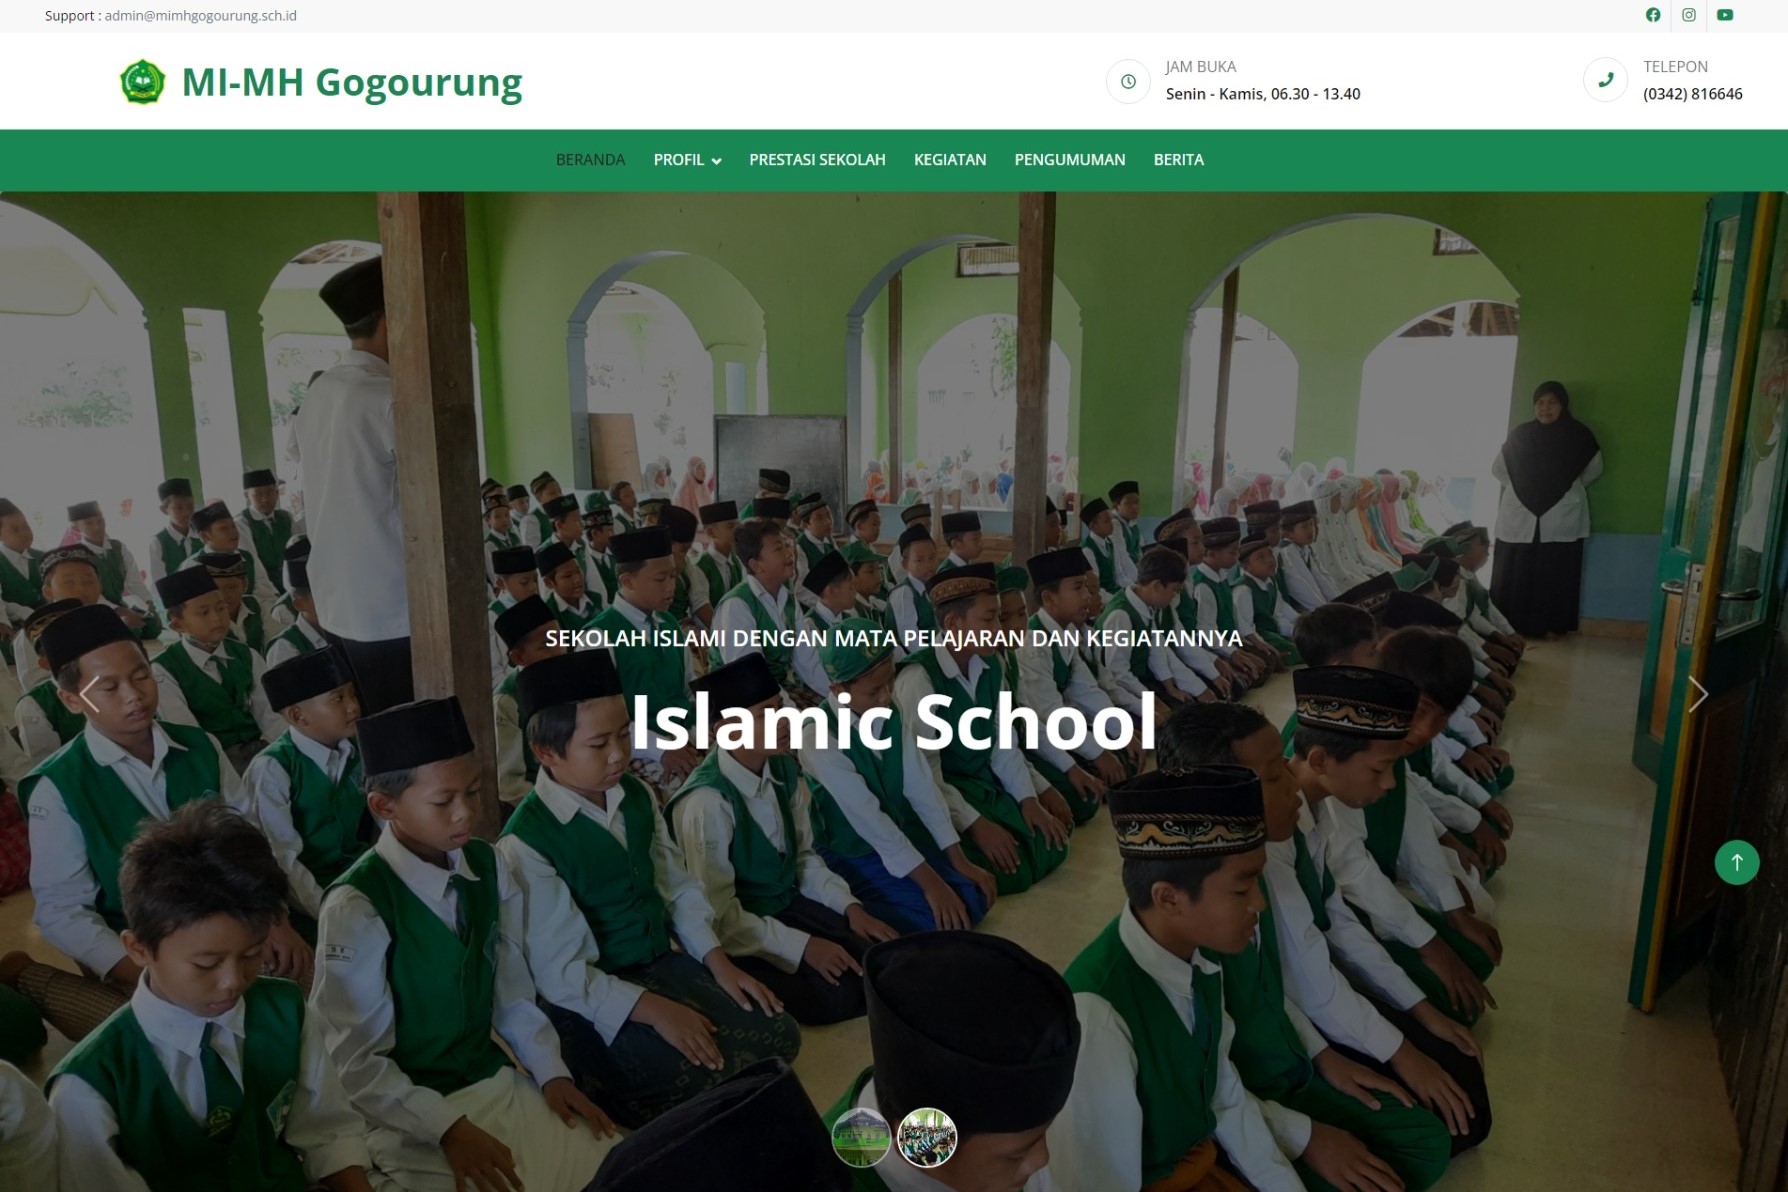 Support : admin@mimhgogourung.sch.id
MI-MH Gogourung
JAM BUKA
Senin - Kamis, 06.30 - 13.40
TELEPON
(0342) 816646
BERANDA PROFIL PRESTASI SEKOLAH KEGIATAN PENGUMUMAN BERITA
SEKOLAH ISLAMI DENGAN MATA PELAJARAN DAN KEGIATANNYA
Islamic School